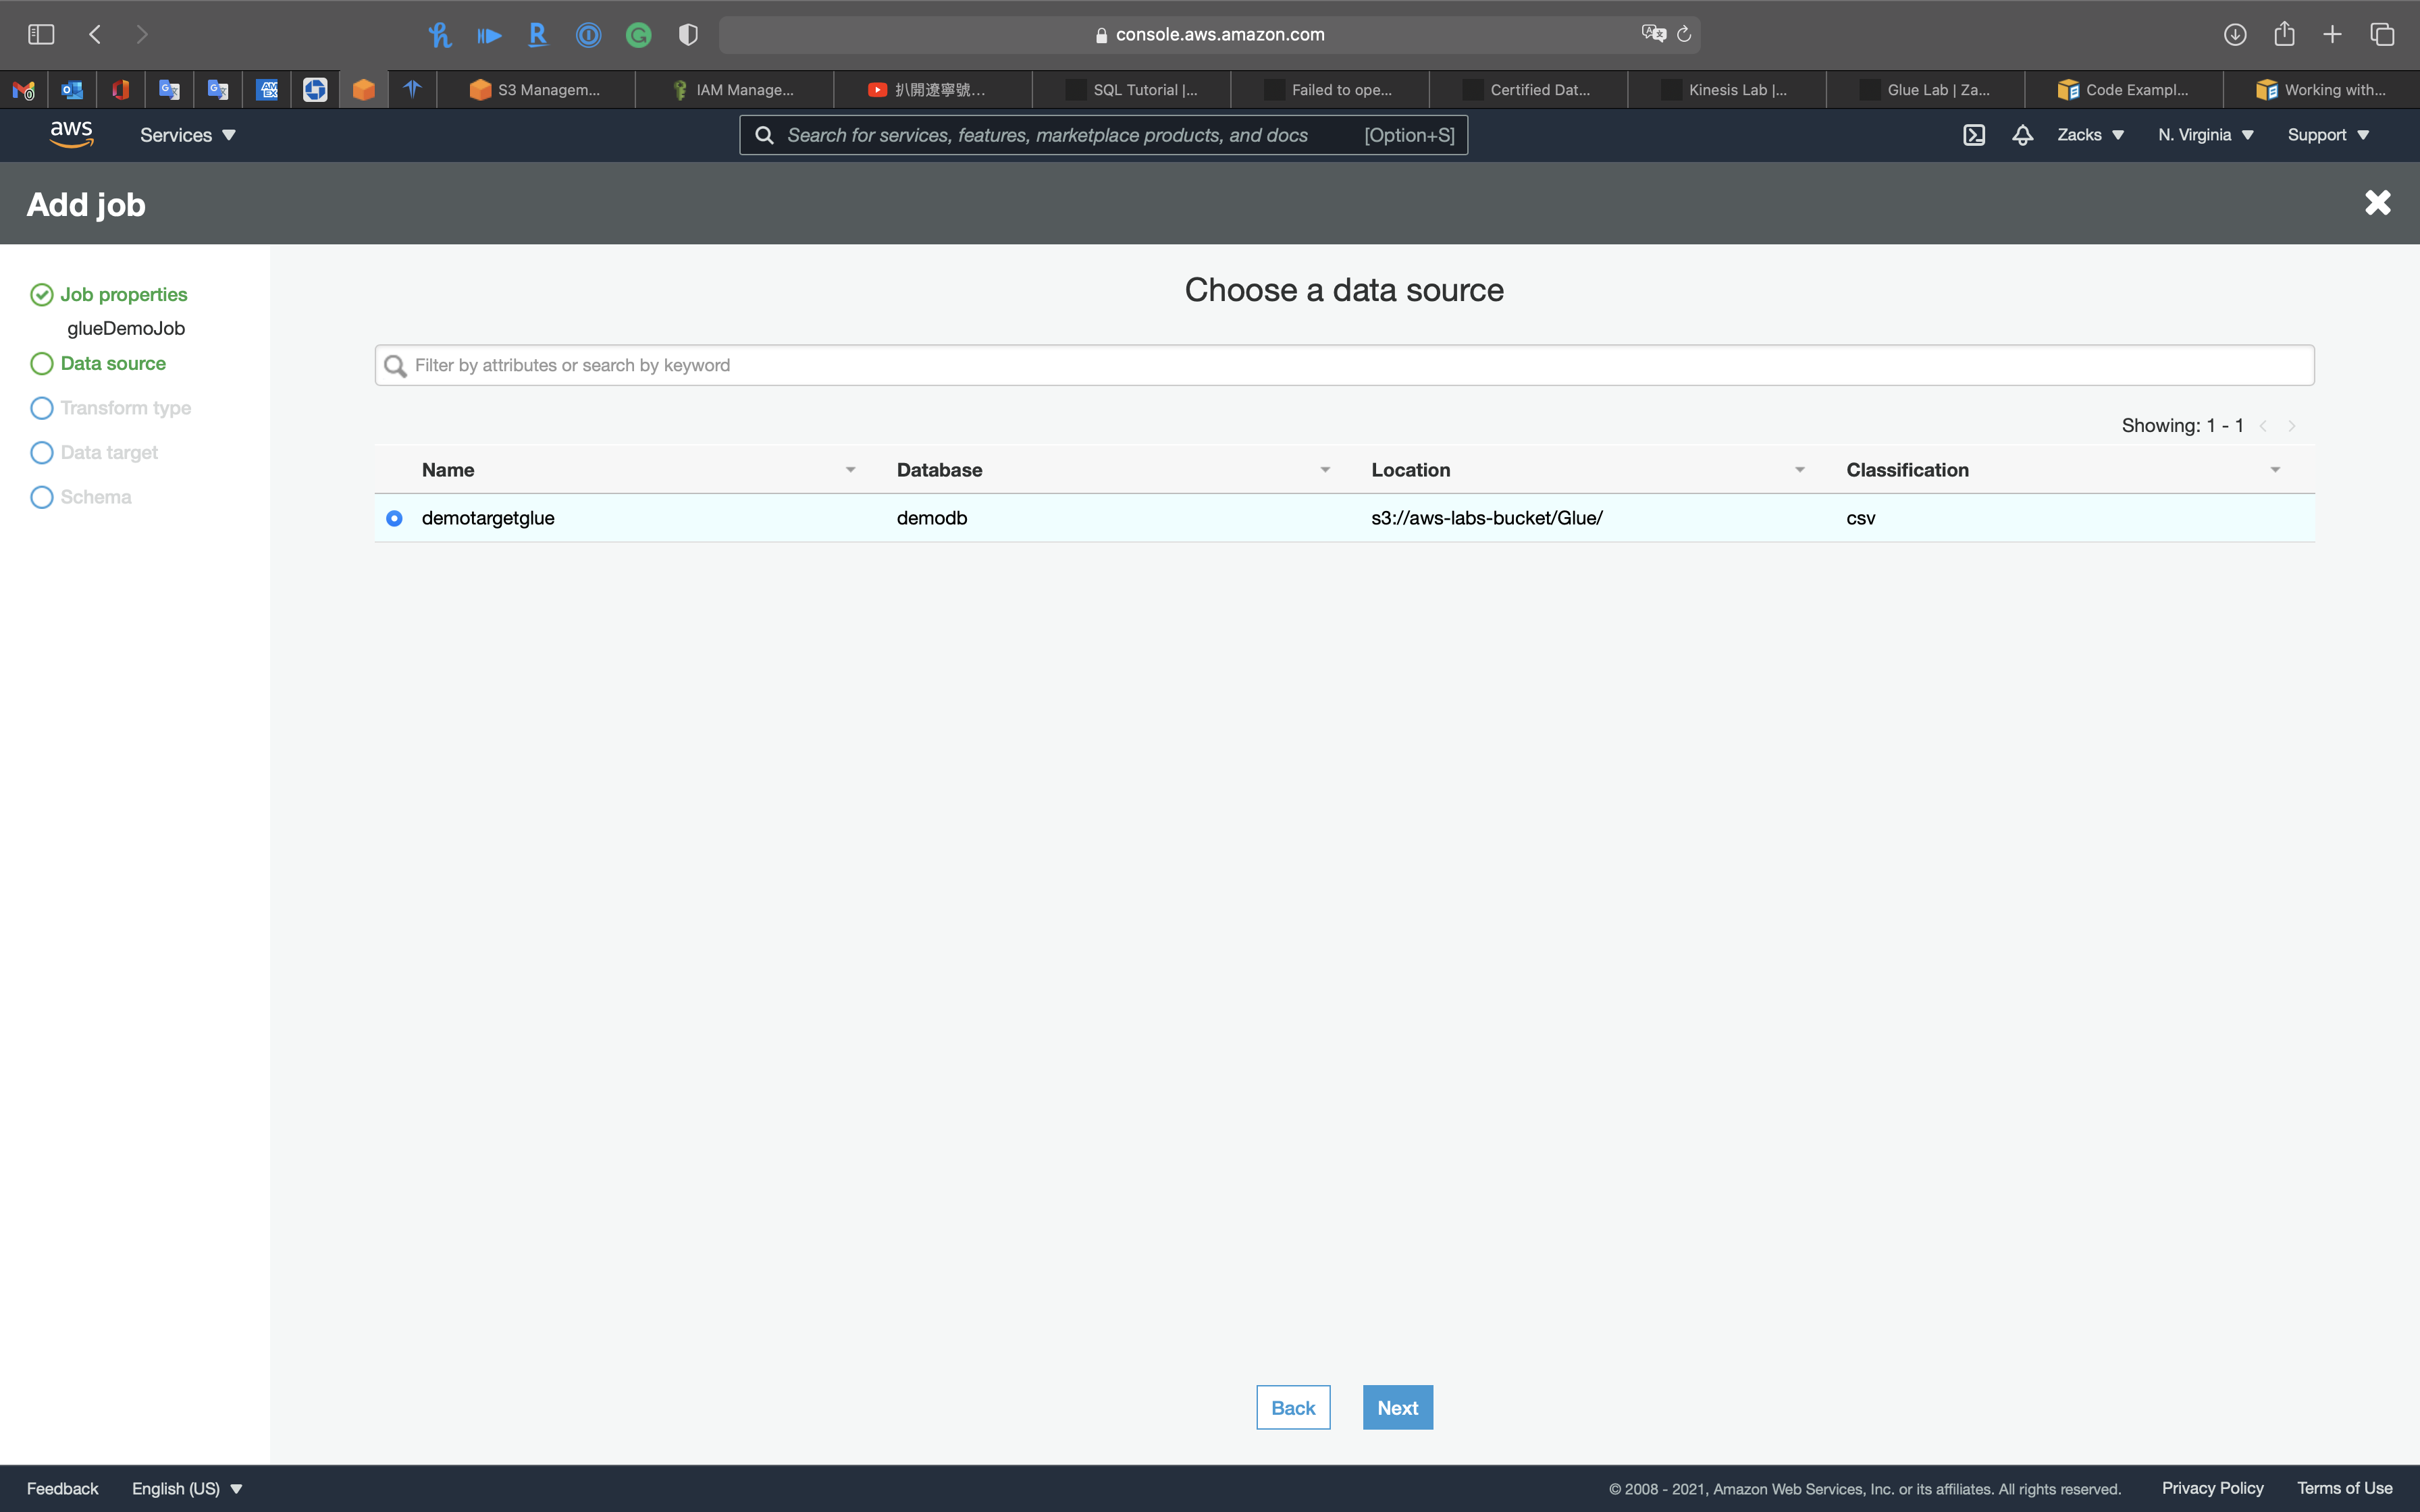 console.aws.amazon.com
S3 Managem...
IAM Manage...
扒開遼寧號...
SQL Tutorial |...
Failed to ope...
Certified Dat...
Kinesis Lab |...
Glue Lab | Za...
Code Exampl...
Working with...
aws
Services
Search for services, features, marketplace products, and docs
[Option+S]
Zacks
N. Virginia
Support
Add job
Job properties
glueDemoJob
Data source
Transform type
Data target
Schema
Choose a data source
Filter by attributes or search by keyword
Showing: 1 - 1
Name Database Location Classification
demotargetglue demodb s3://aws-labs-bucket/Glue/ csv
Back Next
Feedback English (US) © 2008 - 2021, Amazon Web Services, Inc. or its affiliates. All rights reserved. Privacy Policy Terms of Use